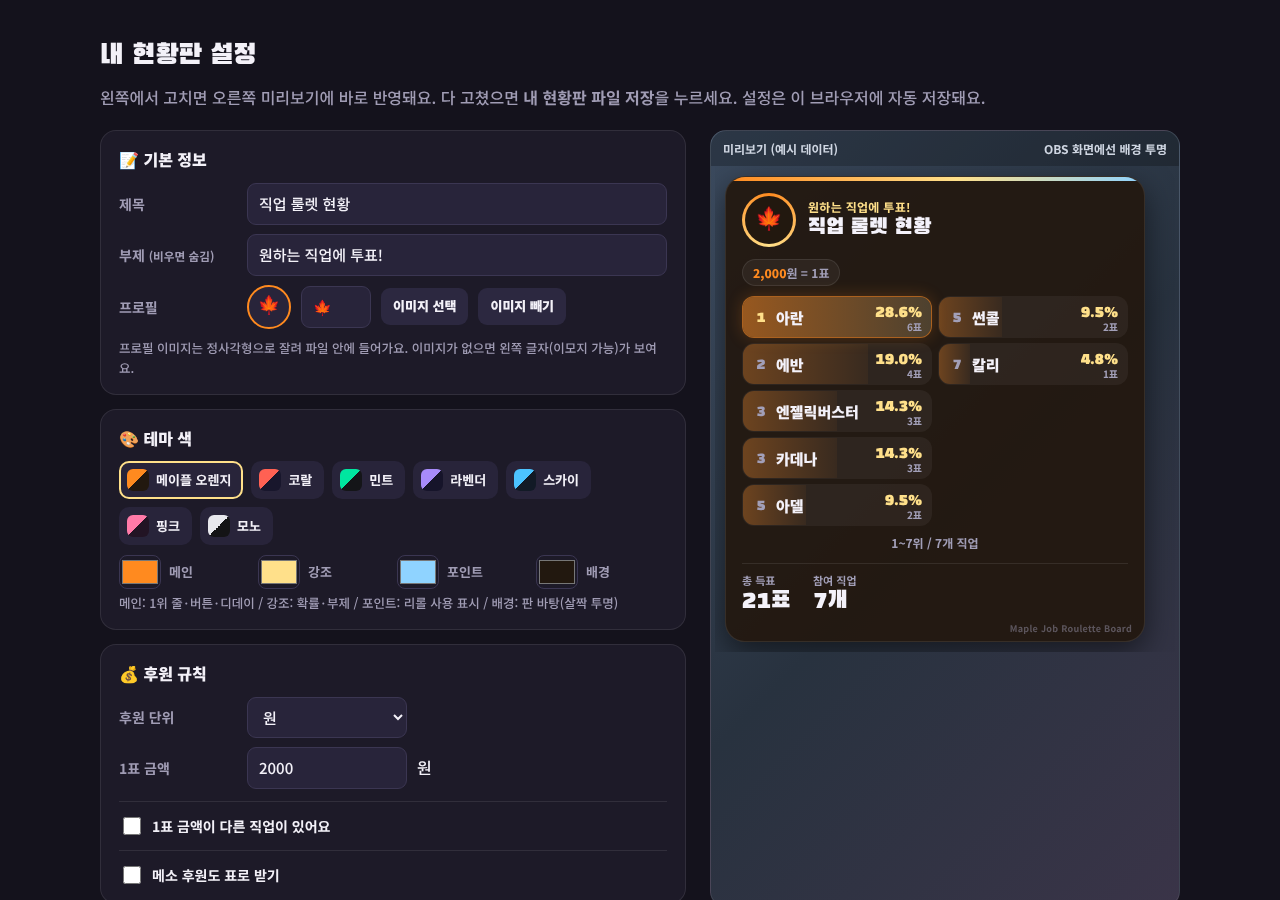 내 현황판 설정
왼쪽에서 고치면 오른쪽 미리보기에 바로 반영돼요. 다 고쳤으면 내 현황판 파일 저장을 누르세요. 설정은 이 브라우저에 자동 저장돼요.
📝 기본 정보
제목
직업 룰렛 현황
부제 (비우면 숨김)
원하는 직업에 투표!
프로필
🍁
🍁
이미지 선택
이미지 빼기
프로필 이미지는 정사각형으로 잘려 파일 안에 들어가요. 이미지가 없으면 왼쪽 글자(이모지 가능)가 보여
요.
🎨 테마 색
메이플 오렌지
코랄
민트
라벤더
스카이
핑크
모노
메인
강조
포인트
배경
메인: 1위 줄·버튼·디데이 / 강조: 확률·부제 / 포인트: 리롤 사용 표시 / 배경: 판 바탕(살짝 투명)
💰 후원 규칙
후원 단위
원
1표 금액
2000
원
1표 금액이 다른 직업이 있어요
메소 후원도 표로 받기
미리보기 (예시 데이터)
OBS 화면에선 배경 투명
🍁
원하는 직업에 투표!
직업 룰렛 현황
2,000원 = 1표
1 아란 28.6%
6표
2 에반 19.0%
4표
3 엔젤릭버스터 14.3%
3표
3 카데나 14.3%
3표
5 아델 9.5%
2표
5 썬콜 9.5%
2표
7 칼리 4.8%
1표
1~7위 / 7개 직업
총 득표
21표
참여 직업
7개
Maple Job Roulette Board